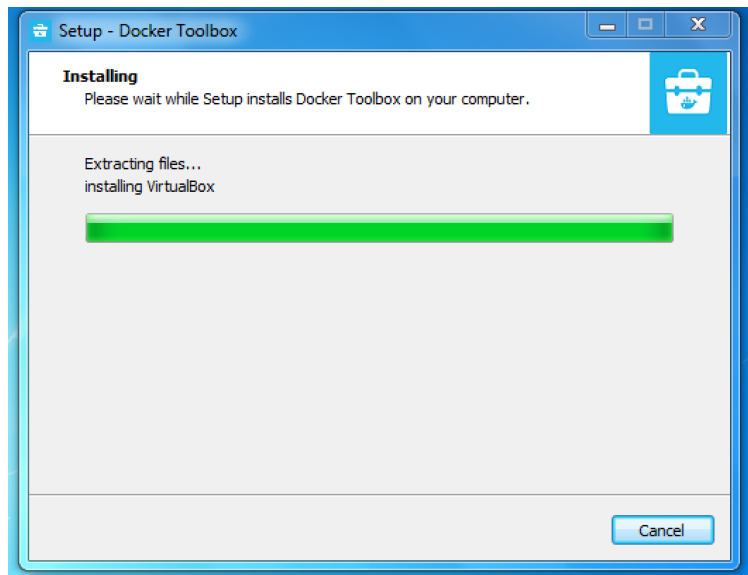 Setup - Docker Toolbox
Installing
Please wait while Setup installs Docker Toolbox on your computer.
Extracting files...
installing VirtualBox
Cancel